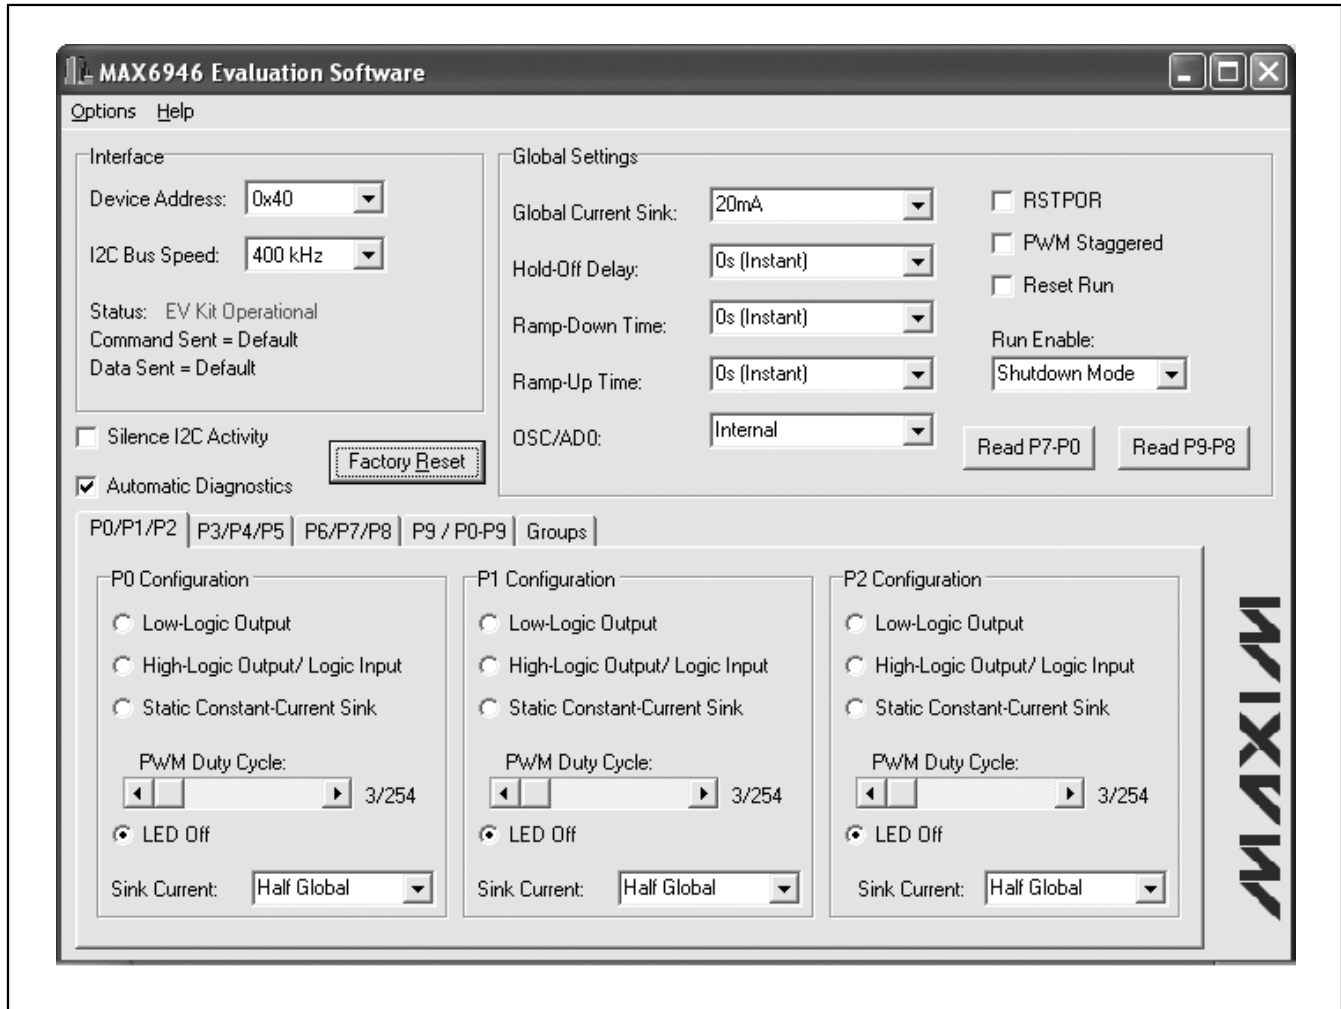 MAX6946 Evaluation Software
Options Help
Interface
Device Address: 0x40
I2C Bus Speed: 400 kHz
Status: EV Kit Operational
Command Sent = Default
Data Sent = Default
Silence I2C Activity
Automatic Diagnostics
Factory Reset
Global Settings
Global Current Sink: 20mA
Hold-Off Delay: 0s (Instant)
Ramp-Down Time: 0s (Instant)
Ramp-Up Time: 0s (Instant)
OSC/AD0: Internal
RSTPOR
PWM Staggered
Reset Run
Run Enable:
Shutdown Mode
Read P7-P0 Read P9-P8
P0/P1/P2 P3/P4/P5 P6/P7/P8 P9 / P0-P9 Groups
P0 Configuration
Low-Logic Output
High-Logic Output/ Logic Input
Static Constant-Current Sink
PWM Duty Cycle:
3/254
LED Off
Sink Current: Half Global
P1 Configuration
Low-Logic Output
High-Logic Output/ Logic Input
Static Constant-Current Sink
PWM Duty Cycle:
3/254
LED Off
Sink Current: Half Global
P2 Configuration
Low-Logic Output
High-Logic Output/ Logic Input
Static Constant-Current Sink
PWM Duty Cycle:
3/254
LED Off
Sink Current: Half Global
MAXIM